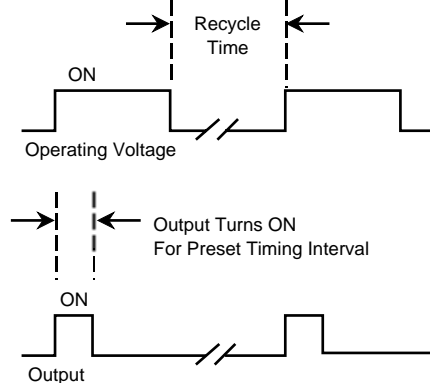 Recycle
Time
ON
Operating Voltage
Output Turns ON
For Preset Timing Interval
ON
Output